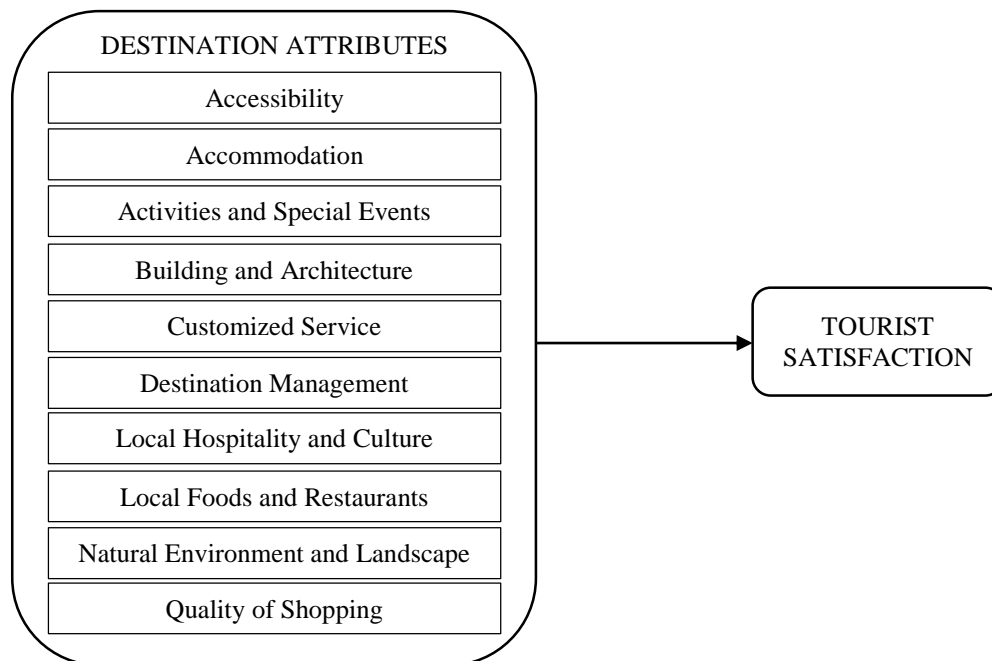 DESTINATION ATTRIBUTES
Accessibility
Accommodation
Activities and Special Events
Building and Architecture
Customized Service
Destination Management
Local Hospitality and Culture
Local Foods and Restaurants
Natural Environment and Landscape
Quality of Shopping
TOURIST
SATISFACTION